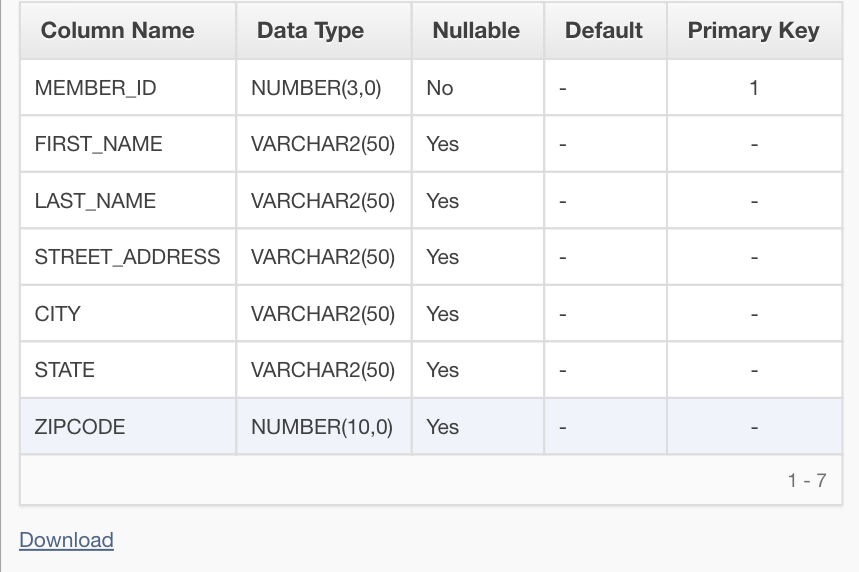 Column Name Data Type Nullable Default Primary Key
MEMBER_ID NUMBER(3,0) No - 1
FIRST_NAME VARCHAR2(50) Yes - -
LAST_NAME VARCHAR2(50) Yes - -
STREET_ADDRESS VARCHAR2(50) Yes - -
CITY VARCHAR2(50) Yes - -
STATE VARCHAR2(50) Yes - -
ZIPCODE NUMBER(10,0) Yes - -
1 - 7
Download